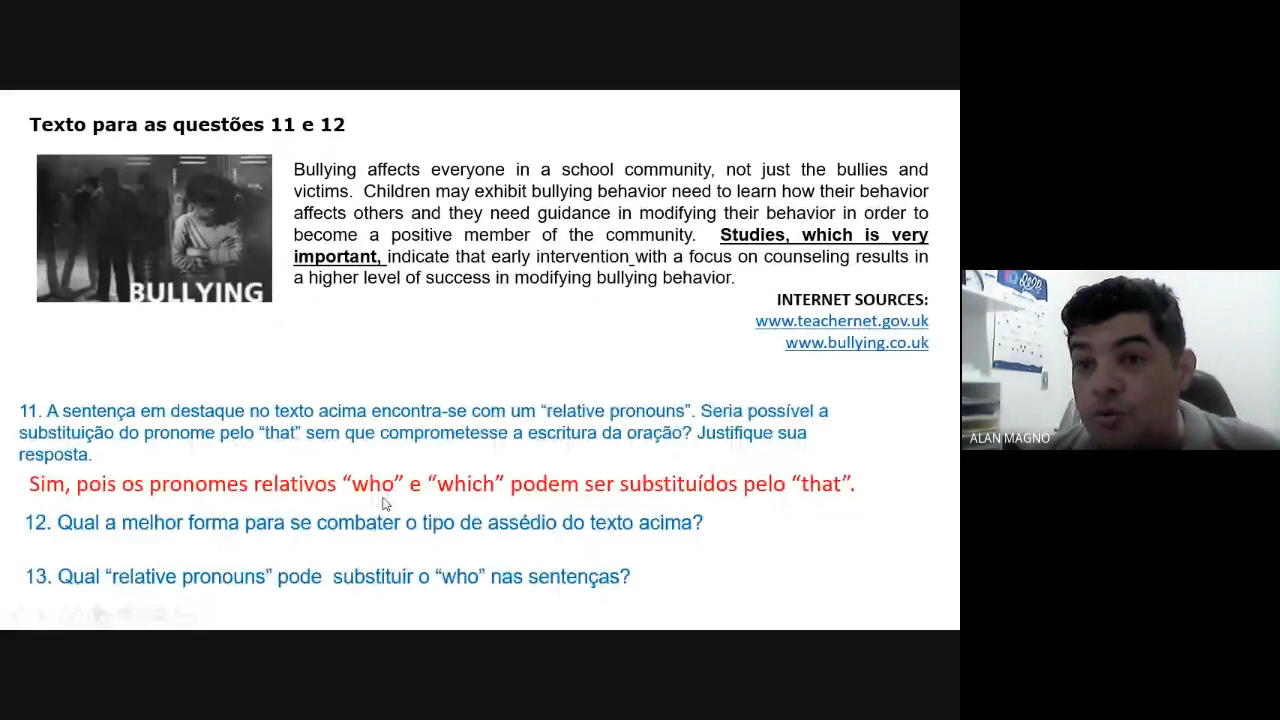 Texto para as questões 11 e 12
Bullying affects everyone in a school community, not just the bullies and
victims. Children may exhibit bullying behavior need to learn how their behavior
affects others and they need guidance in modifying their behavior in order to
become a positive member of the community. Studies, which is very
important, indicate that early intervention with a focus on counseling results in
a higher level of success in modifying bullying behavior.
BULLYING
INTERNET SOURCES:
www.teachernet.gov.uk
www.bullying.co.uk
11. A sentença em destaque no texto acima encontra-se com um “relative pronouns”. Seria possível a
substituição do pronome pelo “that” sem que comprometesse a escritura da oração? Justifique sua
resposta.
Sim, pois os pronomes relativos “who” e “which” podem ser substituídos pelo “that”.
12. Qual a melhor forma para se combater o tipo de assédio do texto acima?
13. Qual “relative pronouns” pode substituir o “who” nas sentenças?
ALAN MAGNO